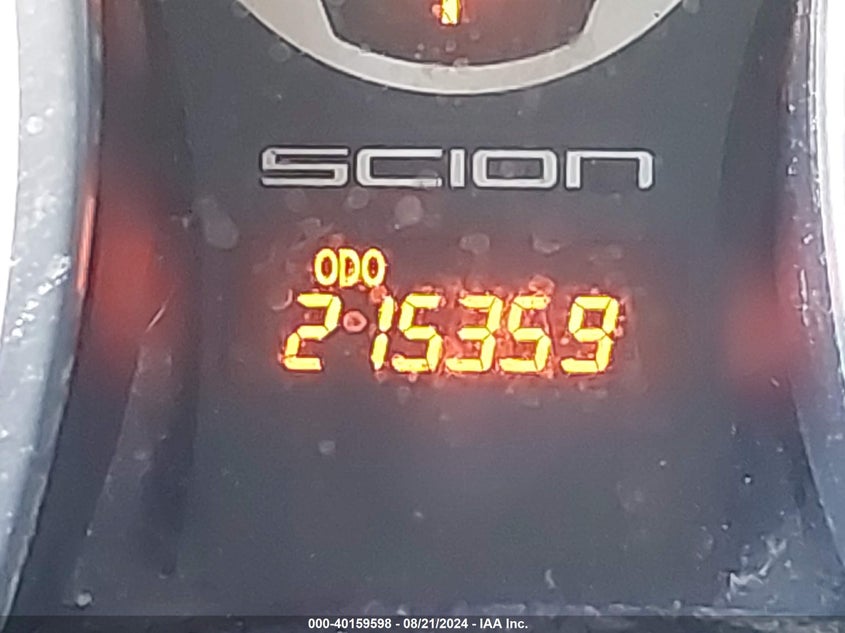 SCION
ODO
215359
000-40159598 - 08/21/2024 - IAA Inc.